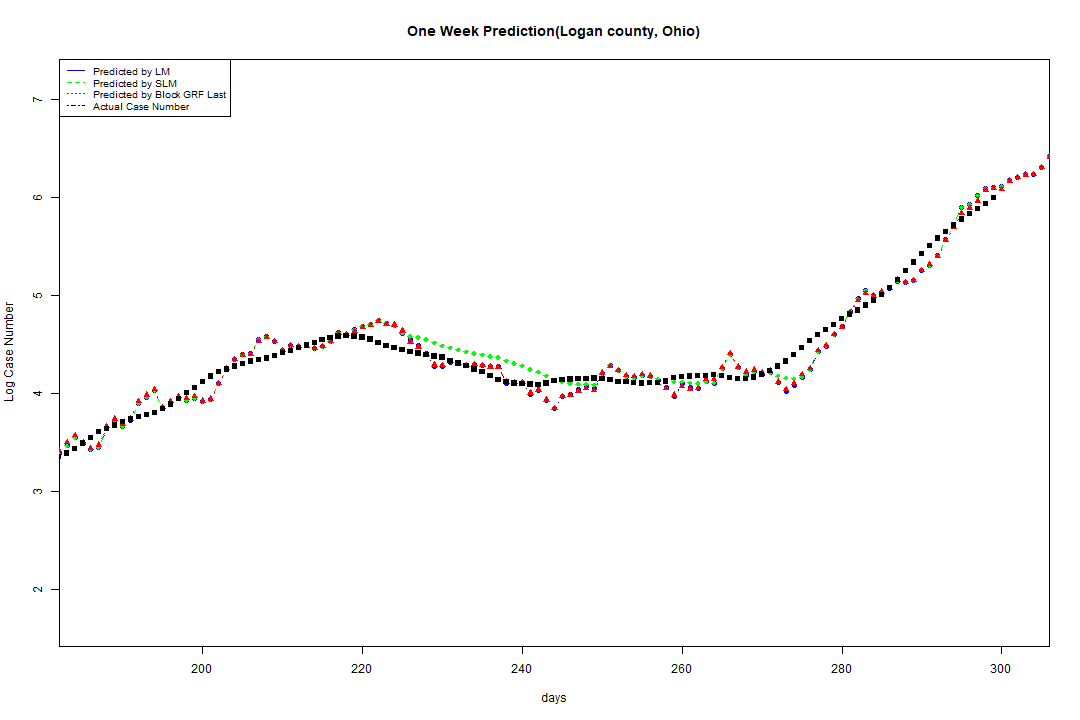 One Week Prediction(Logan county, Ohio)
Predicted by LM
Predicted by SLM
Predicted by Block GRF Last
Actual Case Number
7
6
5
4
3
2
Log Case Number
200 220 240 260 280 300
days